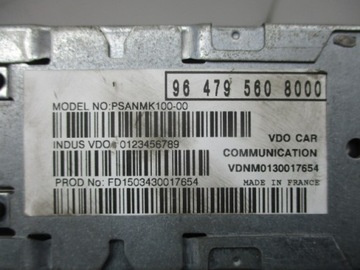 96 479 560 8000
MODEL NO:PSANMK100-00
INDUS VDO# 0123456789
VDO CAR
COMMUNICATION
VDNM0130017654
PROD No: FD1503430017654
MADE IN FRANCE